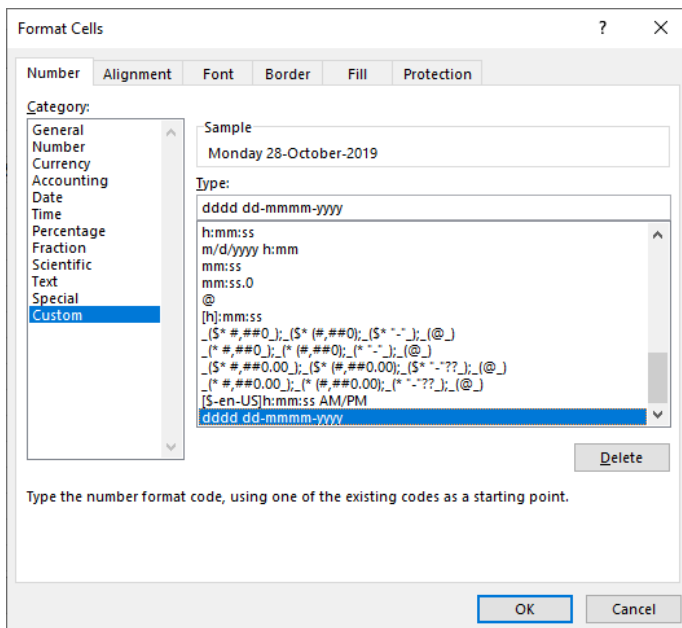 Format Cells
Number Alignment Font Border Fill Protection
Category:
General
Number
Currency
Accounting
Date
Time
Percentage
Fraction
Scientific
Text
Special
Custom
Sample
Monday 28-October-2019
Type:
dddd dd-mmmm-yyyy
h:mm:ss
m/d/yyyy h:mm
mm:ss
mm:ss.0
@
[h]:mm:ss
_($* #,##0_);_($* (#,##0);_($* "-"_);_(@_)
_(* #,##0_);_(* (#,##0);_(* "-"_);_(@_)
_($* #,##0.00_);_($* (#,##0.00);_($* "-"??_);_(@_)
_(* #,##0.00_);_(* (#,##0.00);_(* "-"??_);_(@_)
[$-en-US]h:mm:ss AM/PM
dddd dd-mmmm-yyyy
Delete
Type the number format code, using one of the existing codes as a starting point.
OK Cancel